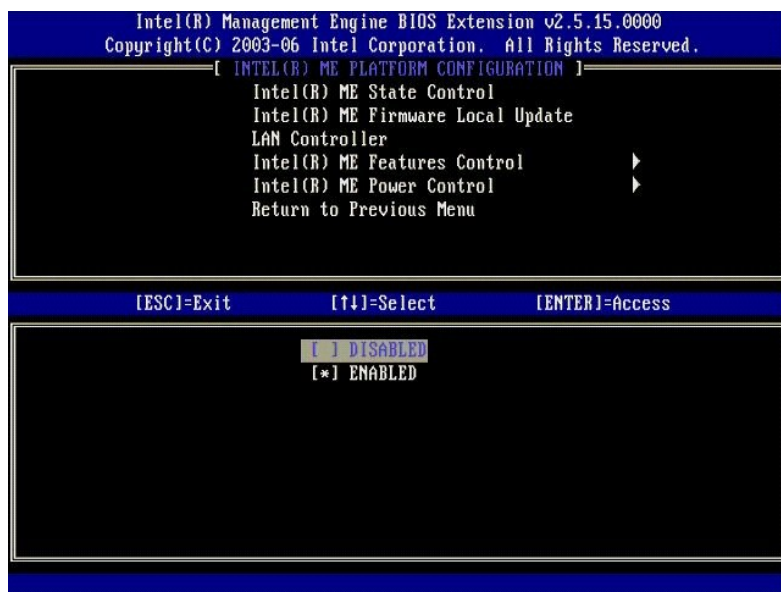 Intel(R) Management Engine BIOS Extension v2.5.15.0000
Copyright(C) 2003-06 Intel Corporation. All Rights Reserved.
[ INTEL(R) ME PLATFORM CONFIGURATION ]
Intel(R) ME State Control
Intel(R) ME Firmware Local Update
LAN Controller
Intel(R) ME Features Control ►
Intel(R) ME Power Control ►
Return to Previous Menu
[ESC]=Exit [↑↓]=Select [ENTER]=Access
[ ] DISABLED
[*] ENABLED